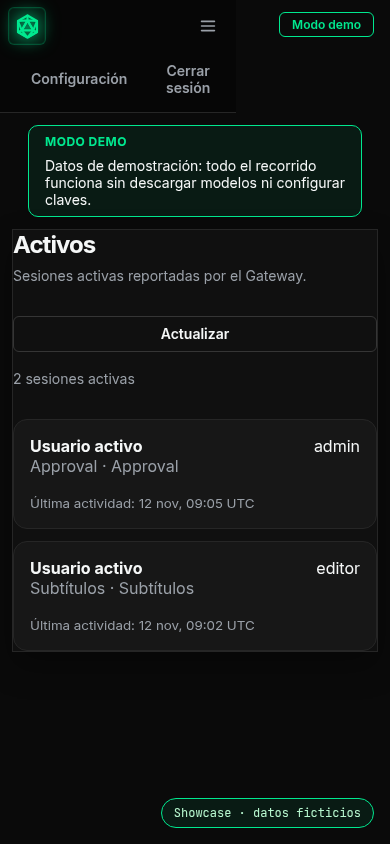 Modo demo
Configuración
Cerrar
sesión
MODO DEMO
Datos de demostración: todo el recorrido
funciona sin descargar modelos ni configurar
claves.
Activos
Sesiones activas reportadas por el Gateway.
Actualizar
2 sesiones activas
Usuario activo
admin
Approval · Approval
Última actividad: 12 nov, 09:05 UTC
Usuario activo
editor
Subtítulos · Subtítulos
Última actividad: 12 nov, 09:02 UTC
Showcase · datos ficticios